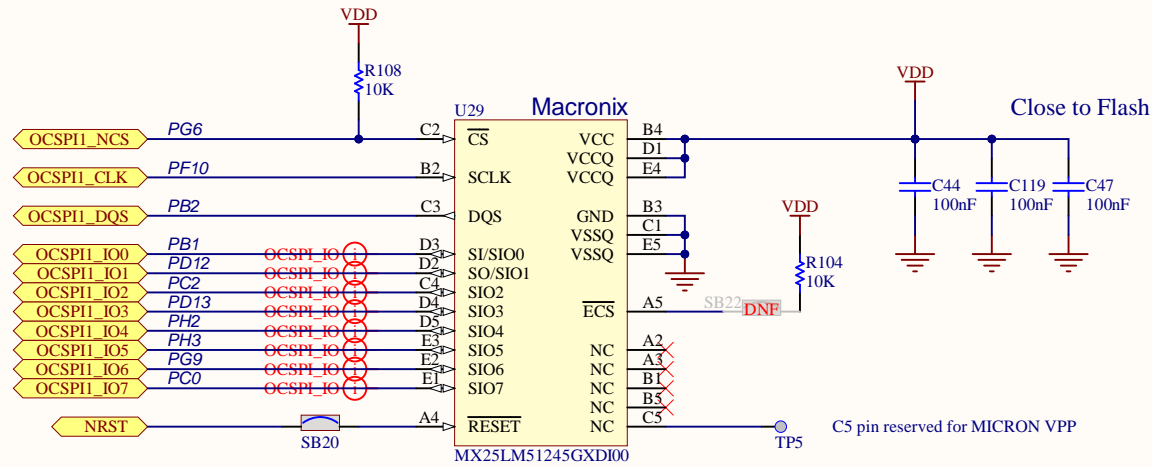 VDD
R108
10K
U29
Macronix
VDD
Close to Flash
OCSPI1_NCS PG6 C2 CS VCC B4
VCCQ D1
OCSPI1_CLK PF10 B2 SCLK VCCQ E4
C44 C119 C47
100nF 100nF 100nF
OCSPI1_DQS PB2 C3 DQS GND B3
VSSQ C1
VDD
OCSPI1_IO0 PB1 OCSPI_IO i D3 SI/SIO0 VSSQ E5
OCSPI1_IO1 PD12 OCSPI_IO i D2 SO/SIO1
R104
10K
OCSPI1_IO2 PC2 OCSPI_IO i C4 SIO2
OCSPI1_IO3 PD13 OCSPI_IO i D4 SIO3 ECS A5 SB22 DNF
OCSPI1_IO4 PH2 OCSPI_IO i D5 SIO4
OCSPI1_IO5 PH3 OCSPI_IO i E3 SIO5 NC A2
OCSPI1_IO6 PG9 OCSPI_IO i E2 SIO6 NC A3
OCSPI1_IO7 PC0 OCSPI_IO i E1 SIO7 NC B1
NC B5
NRST SB20 A4 RESET NC C5 TP5 C5 pin reserved for MICRON VPP
MX25LM51245GXDI00